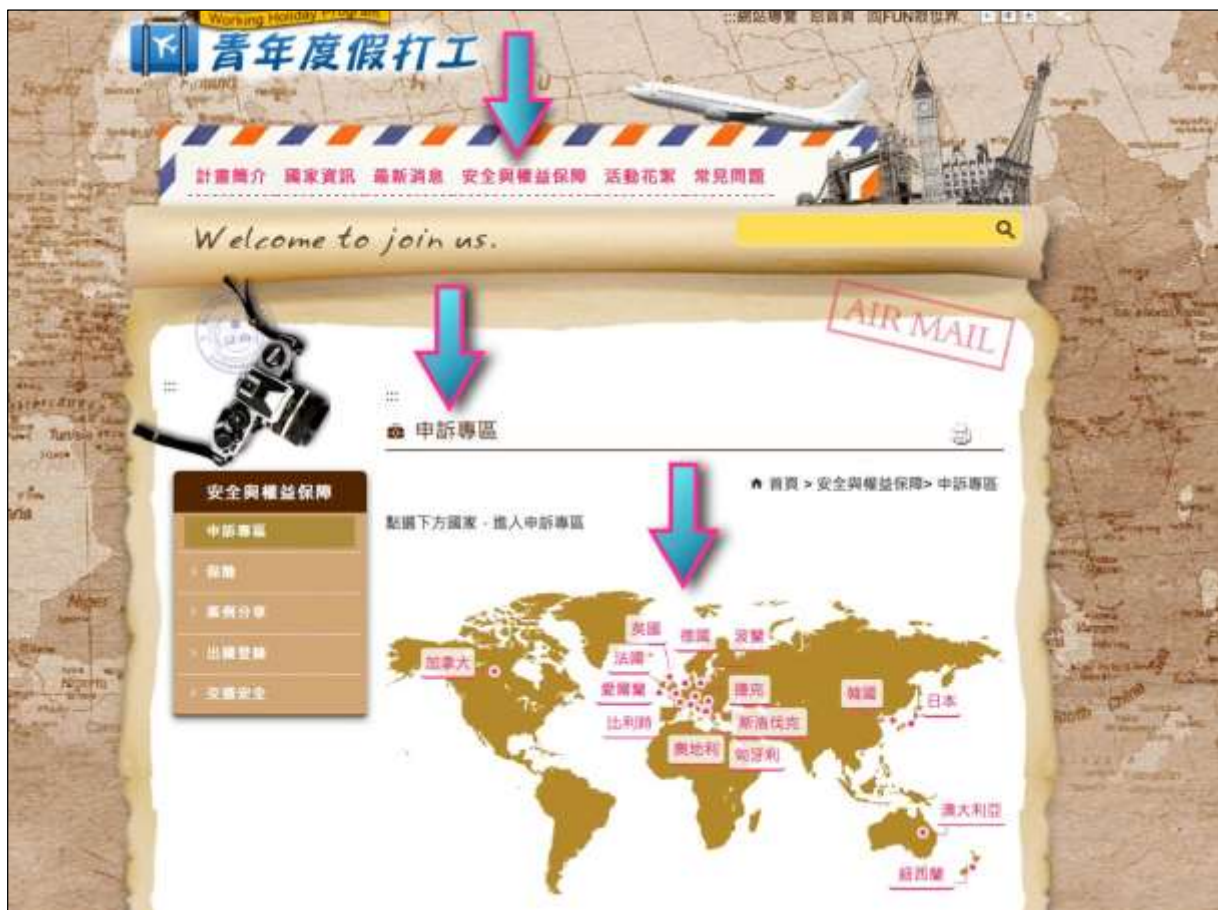 Working Holiday Program
:::網站導覽 回首頁 回FUN眼世界
青年度假打工
計畫簡介 國家資訊 最新消息 安全與權益保障 活動花絮 常見問題
Welcome to join us.
AIR MAIL
申訴專區
首頁 > 安全與權益保障> 申訴專區
安全與權益保障
申訴專區
保險
案例分享
出國登錄
交通安全
點選下方國家，進入申訴專區
英國
德國
波蘭
法國
加拿大
愛爾蘭
捷克
韓國
日本
比利時
斯洛伐克
奧地利
匈牙利
澳大利亞
紐西蘭
Niger
Nigeria
Tunisia